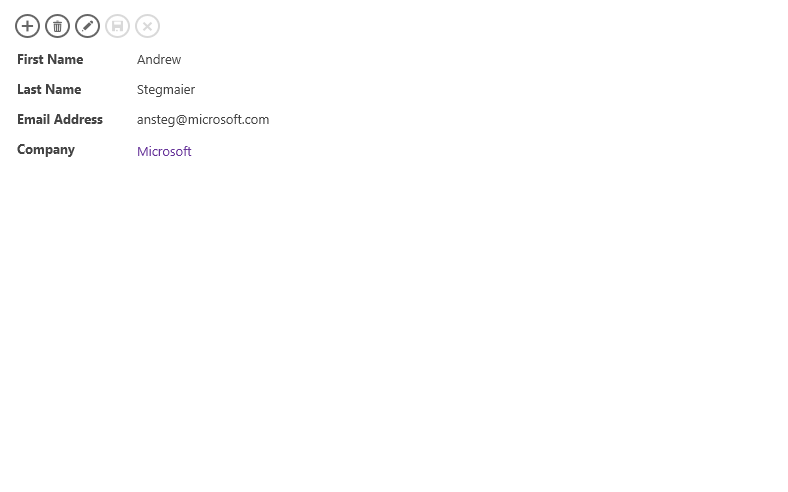 First Name Andrew
Last Name Stegmaier
Email Address ansteg@microsoft.com
Company Microsoft